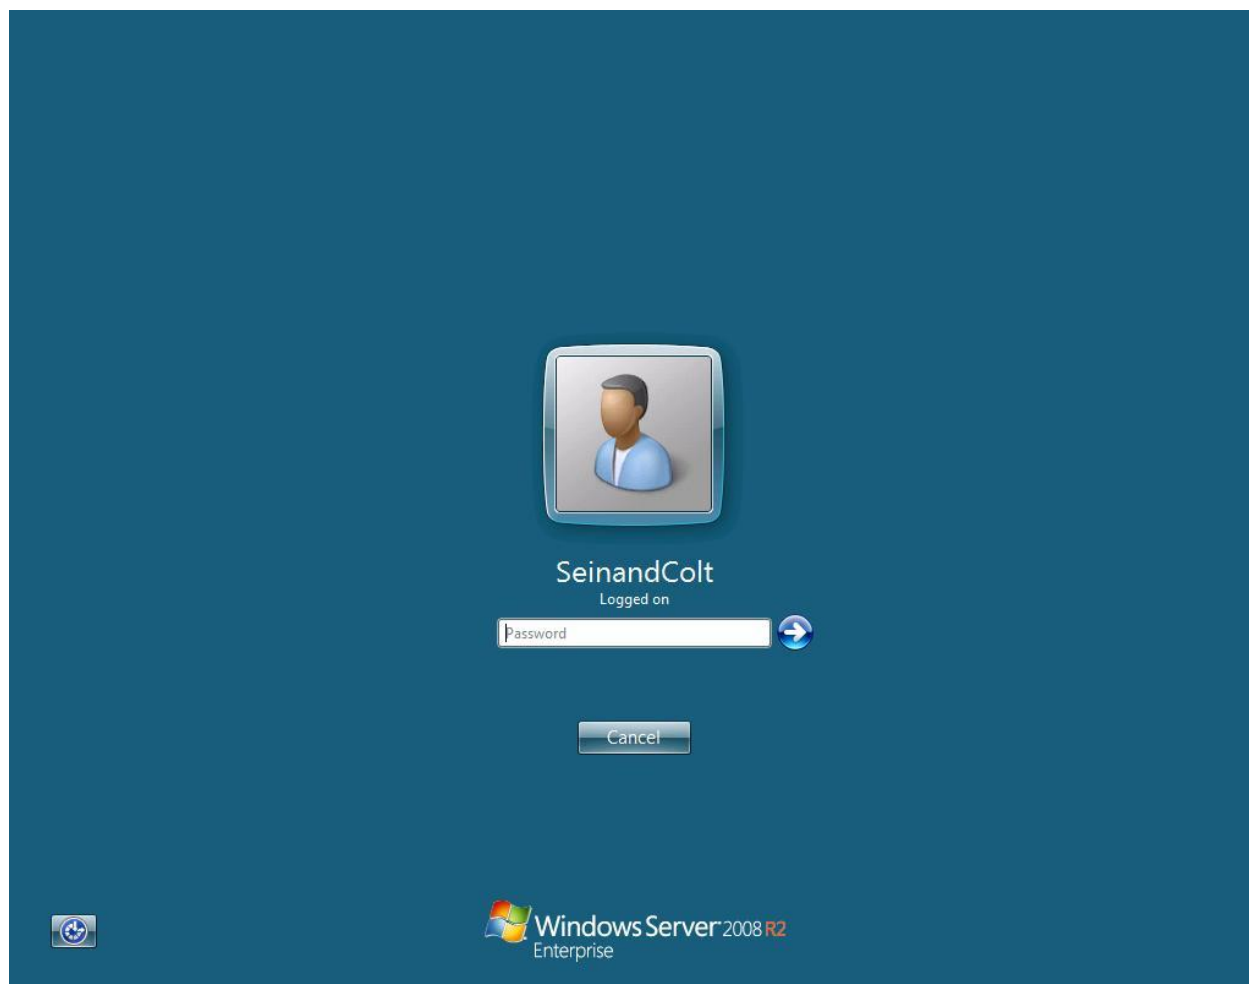 SeinandColt
Logged on
Password
Cancel
Windows Server 2008 R2
Enterprise